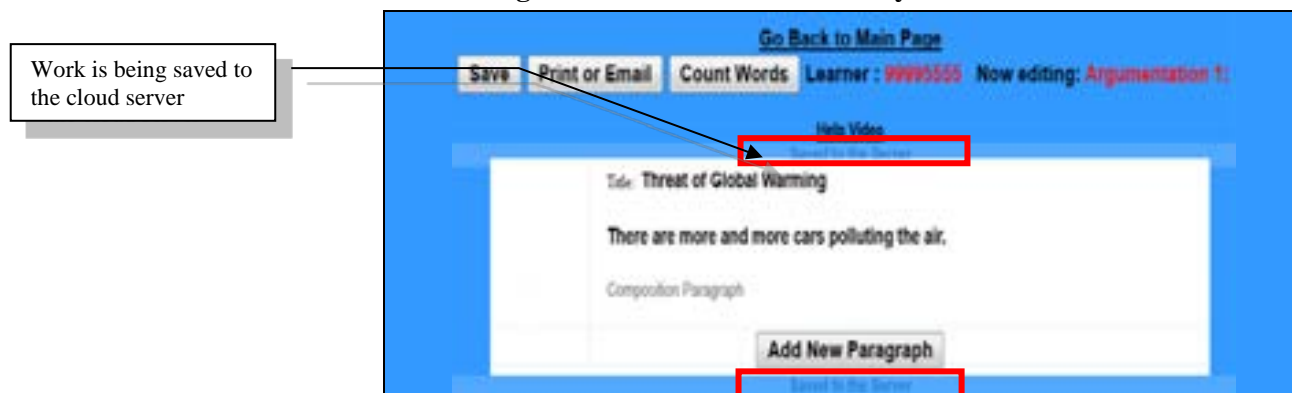 Go Back to Main Page
Work is being saved to
the cloud server
Save Print or Email Count Words Learner : 99995555 Now editing: Argumentation 1:
Help Video
Saved to the Server
Title: Threat of Global Warming
There are more and more cars polluting the air.
Composition Paragraph
Add New Paragraph
Saved to the Server